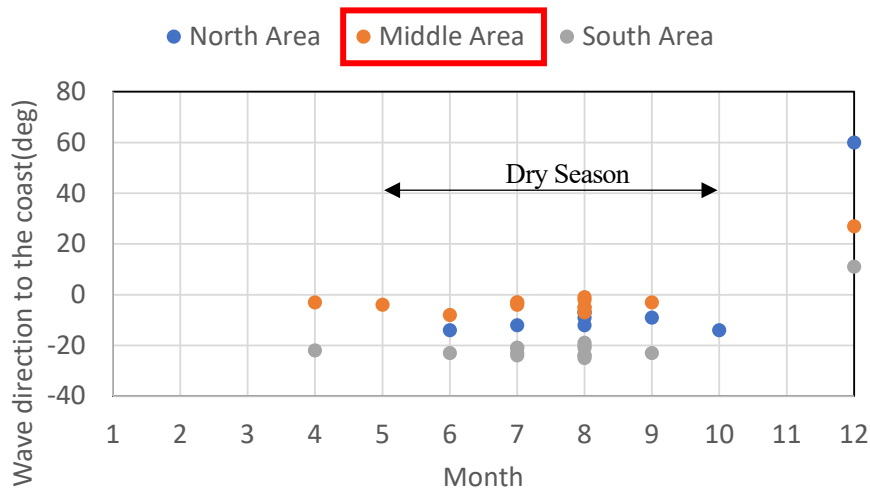 North Area Middle Area South Area
80
60
40
20
0
-20
-40
Wave direction to the coast(deg)
Dry Season
1 2 3 4 5 6 7 8 9 10 11 12
Month